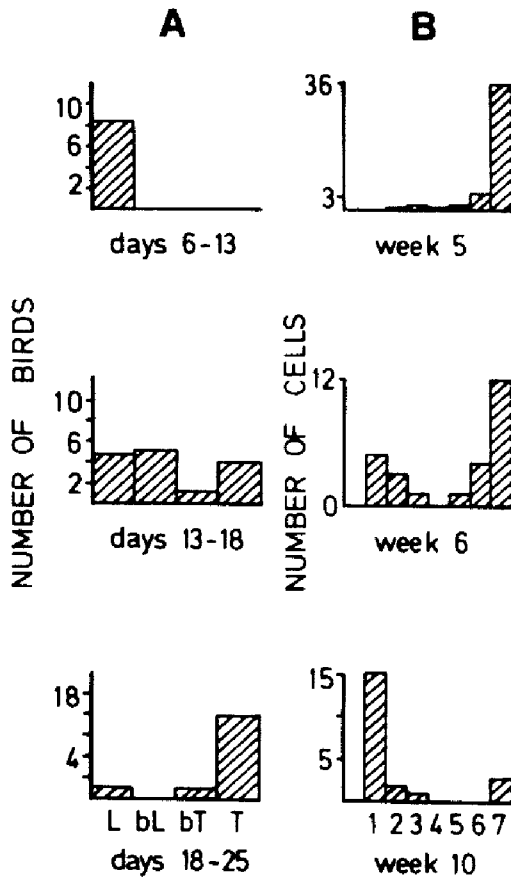 A
B
10
6
2
days 6-13
36
3
week 5
NUMBER OF BIRDS
10
6
2
days 13-18
NUMBER OF CELLS
12
0
week 6
18
4
L bL bT T
days 18-25
15
5
1 2 3 4 5 6 7
week 10